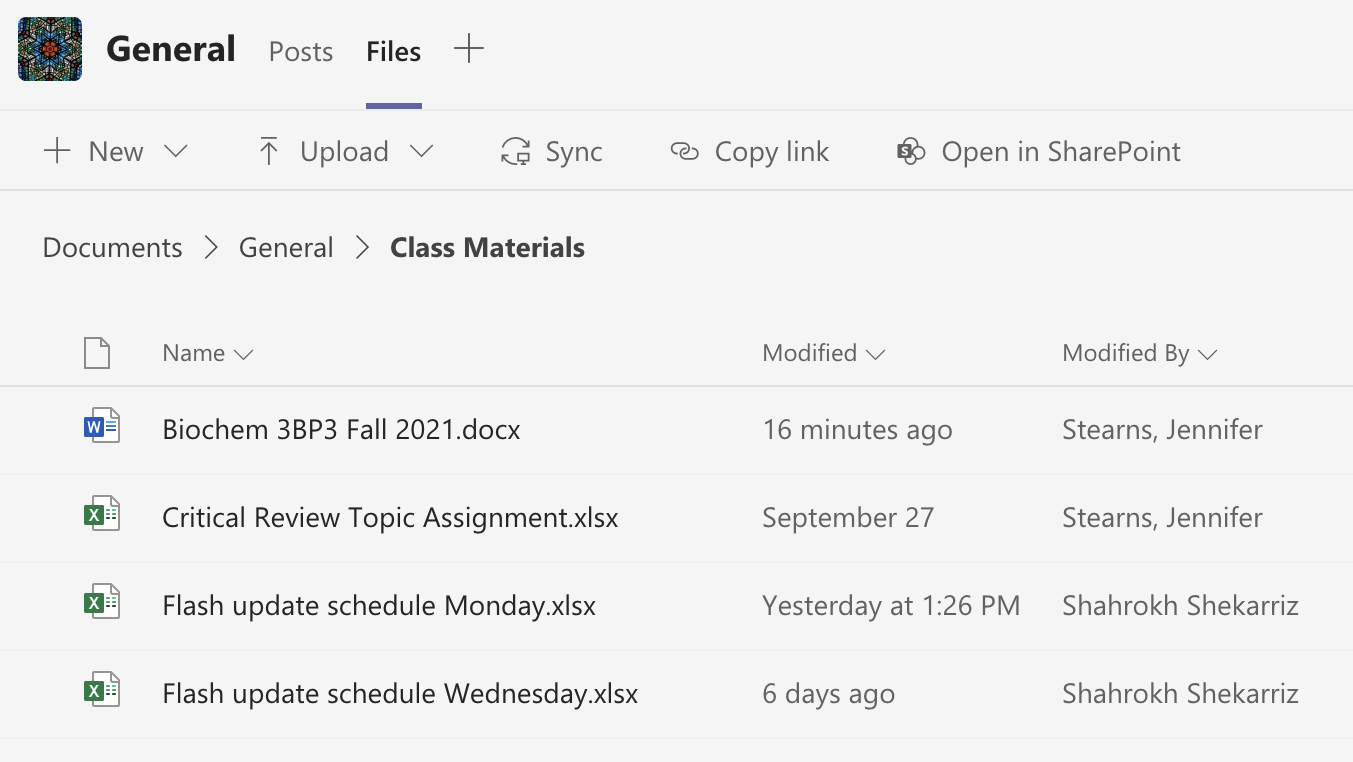 General Posts Files
New Upload Sync Copy link Open in SharePoint
Documents General Class Materials
Name Modified Modified By
Biochem 3BP3 Fall 2021.docx 16 minutes ago Stearns, Jennifer
Critical Review Topic Assignment.xlsx September 27 Stearns, Jennifer
Flash update schedule Monday.xlsx Yesterday at 1:26 PM Shahrokh Shekarriz
Flash update schedule Wednesday.xlsx 6 days ago Shahrokh Shekarriz